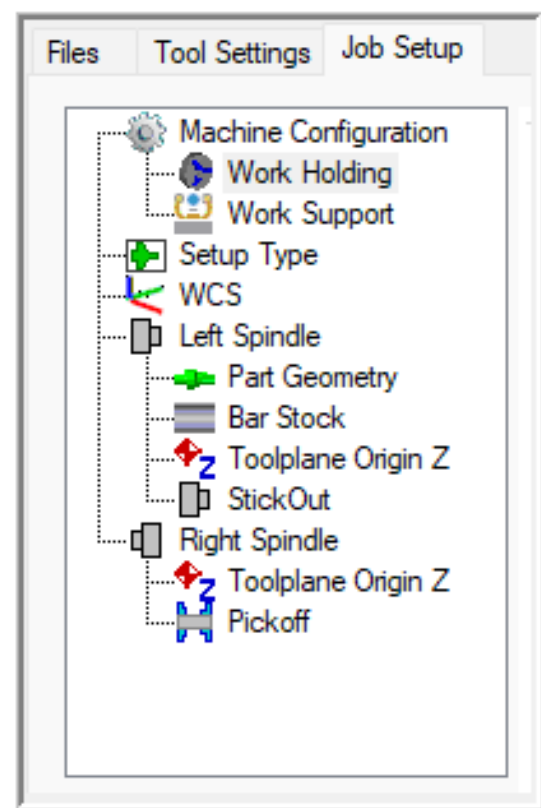 Files Tool Settings Job Setup
Machine Configuration
Work Holding
Work Support
Setup Type
WCS
Left Spindle
Part Geometry
Bar Stock
Z Toolplane Origin Z
StickOut
Right Spindle
Z Toolplane Origin Z
Pickoff